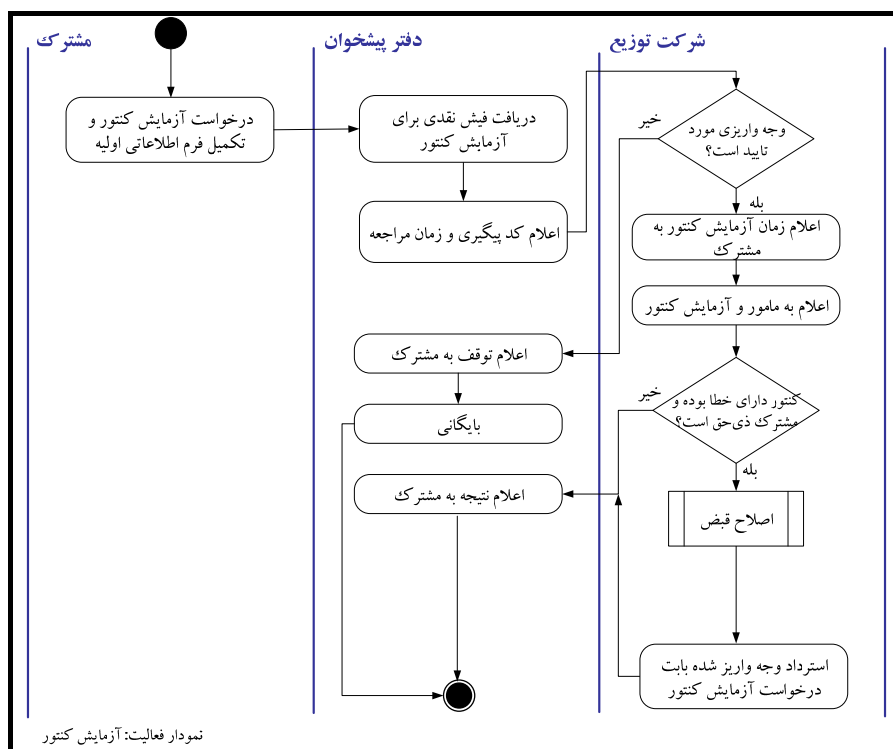 مشترک
دفتر پیشخوان
شرکت توزیع
درخواست آزمایش کنتور و
تکمیل فرم اطلاعاتی اولیه
دریافت فیش نقدی برای
آزمایش کنتور
اعلام کد پیگیری و زمان مراجعه
وجه واریزی مورد
تایید است؟
خیر
بله
اعلام زمان آزمایش کنتور به
مشترک
اعلام به مامور و آزمایش کنتور
اعلام توقف به مشترک
بایگانی
کنتور دارای خطا بوده و
مشترک ذی‌حق است؟
خیر
بله
اعلام نتیجه به مشترک
اصلاح قبض
استرداد وجه واریز شده بابت
درخواست آزمایش کنتور
نمودار فعالیت: آزمایش کنتور